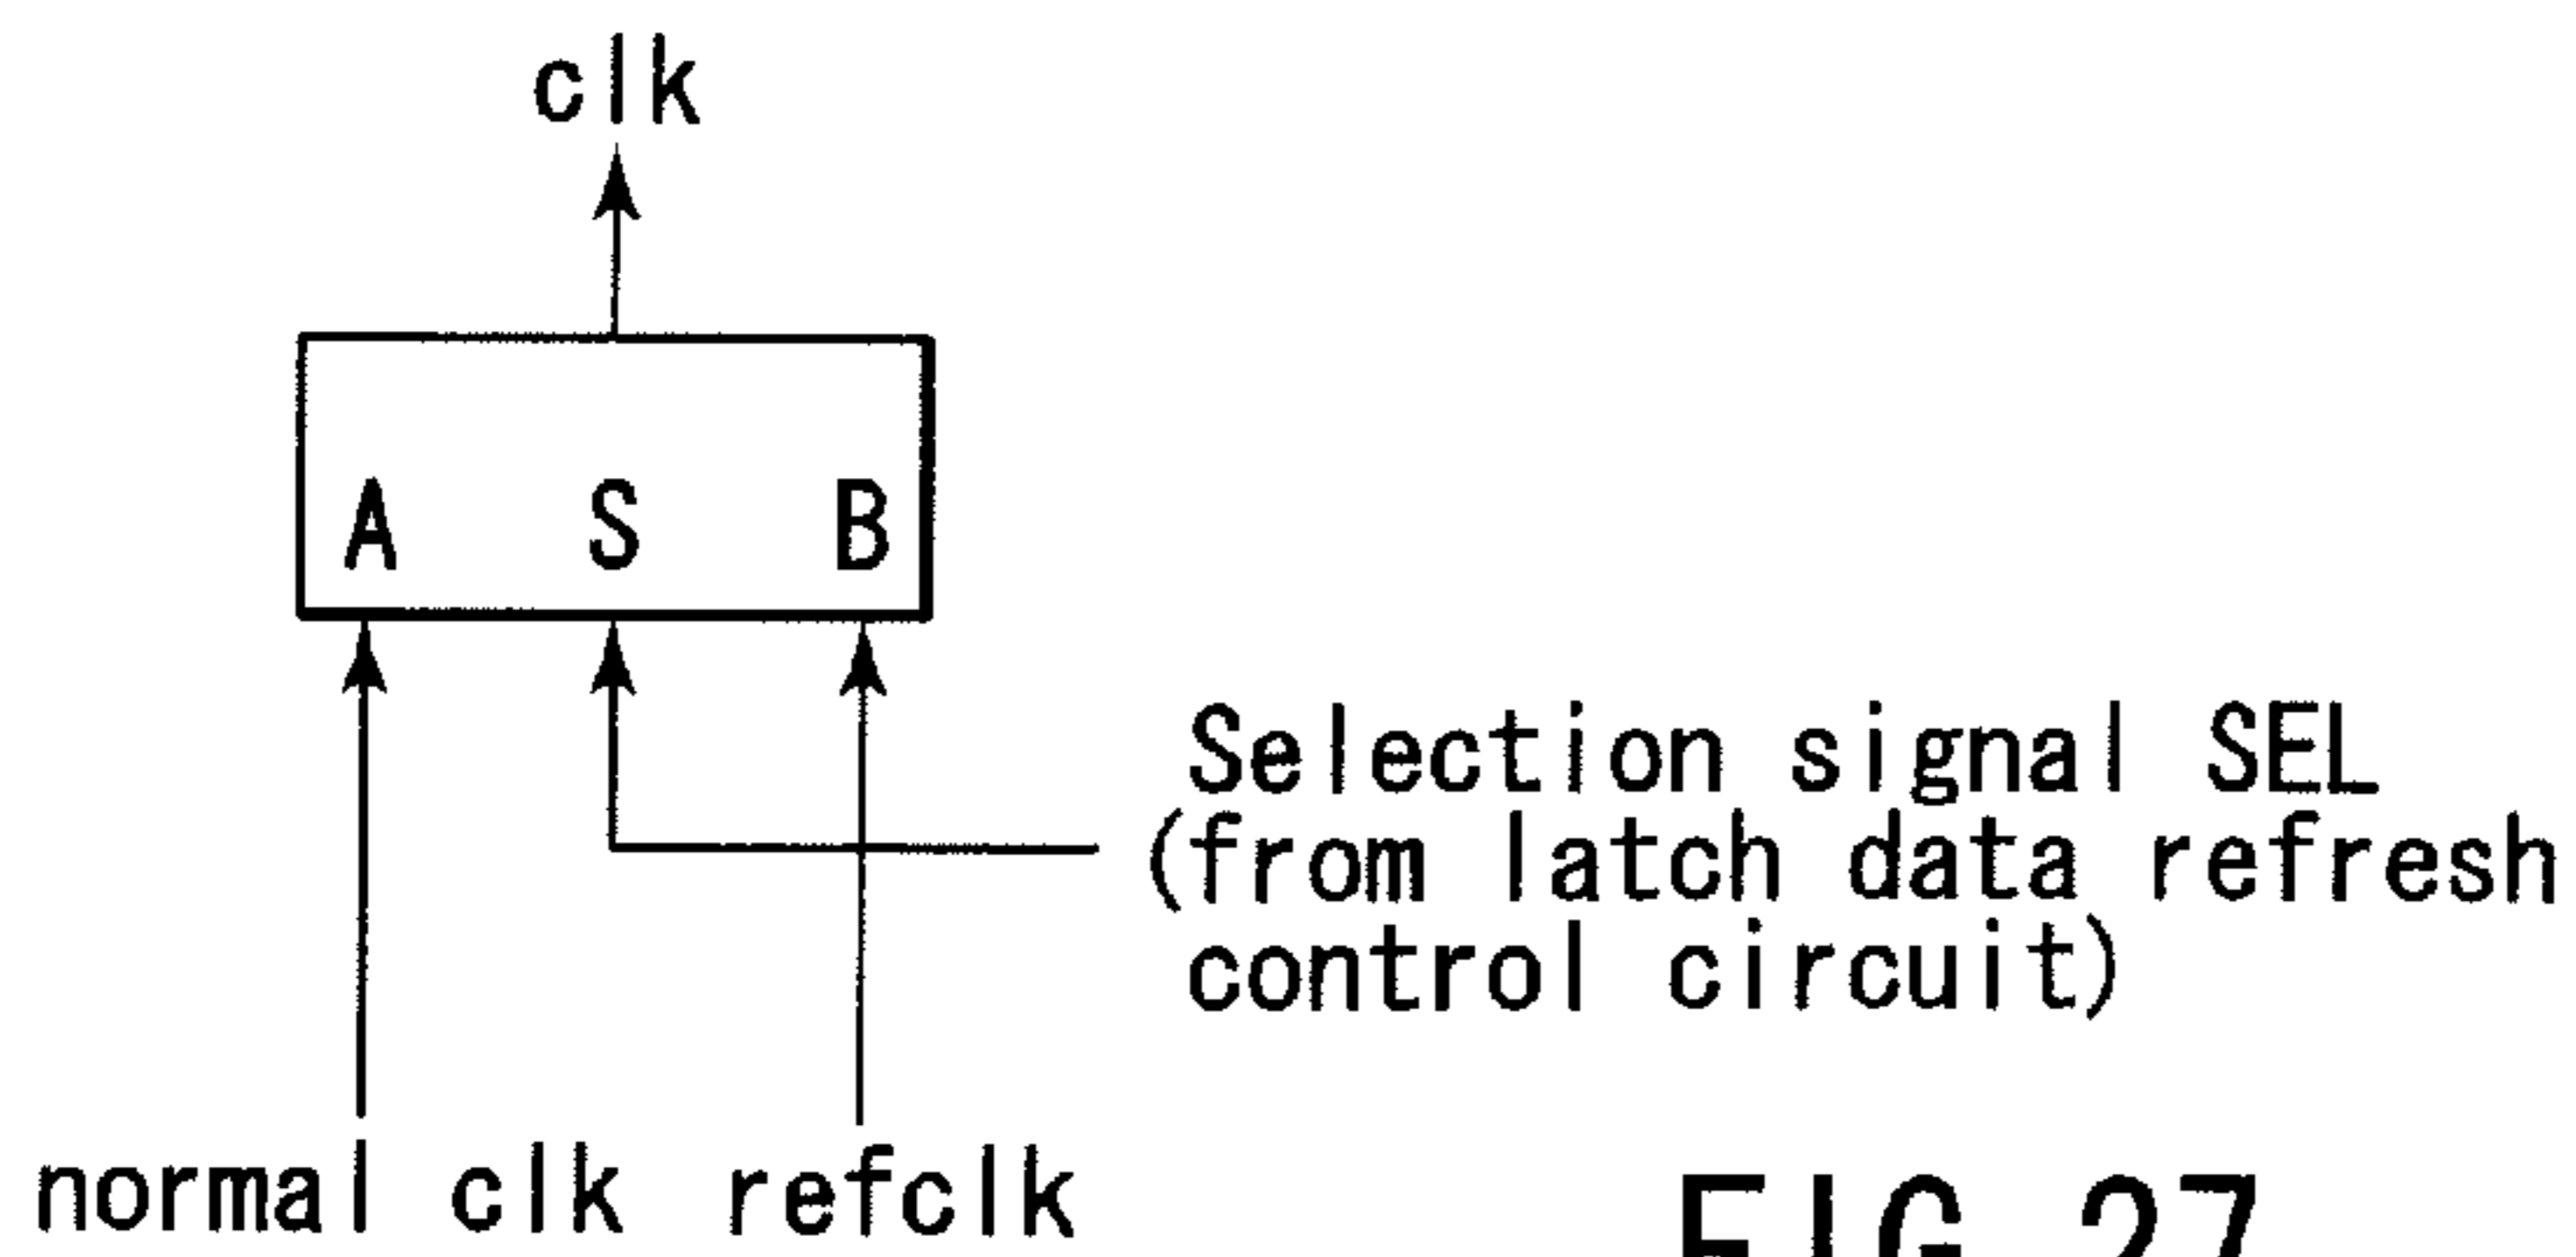 clk
A S B
Selection signal SEL
(from latch data refresh
control circuit)
normal clk refclk
FIG. 27